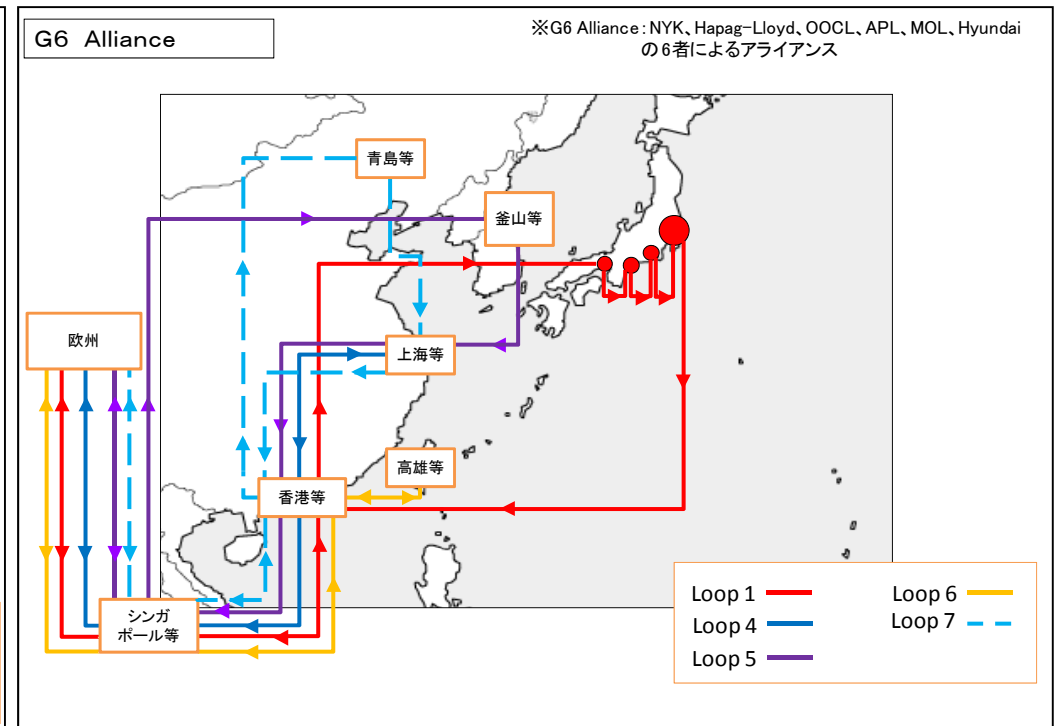 G6 Alliance
※G6 Alliance：NYK、Hapag-Lloyd、OOCL、APL、MOL、Hyundai
の6者によるアライアンス
青島等
釜山等
欧州
上海等
高雄等
香港等
シンガ
ポール等
Loop 1
Loop 4
Loop 5
Loop 6
Loop 7